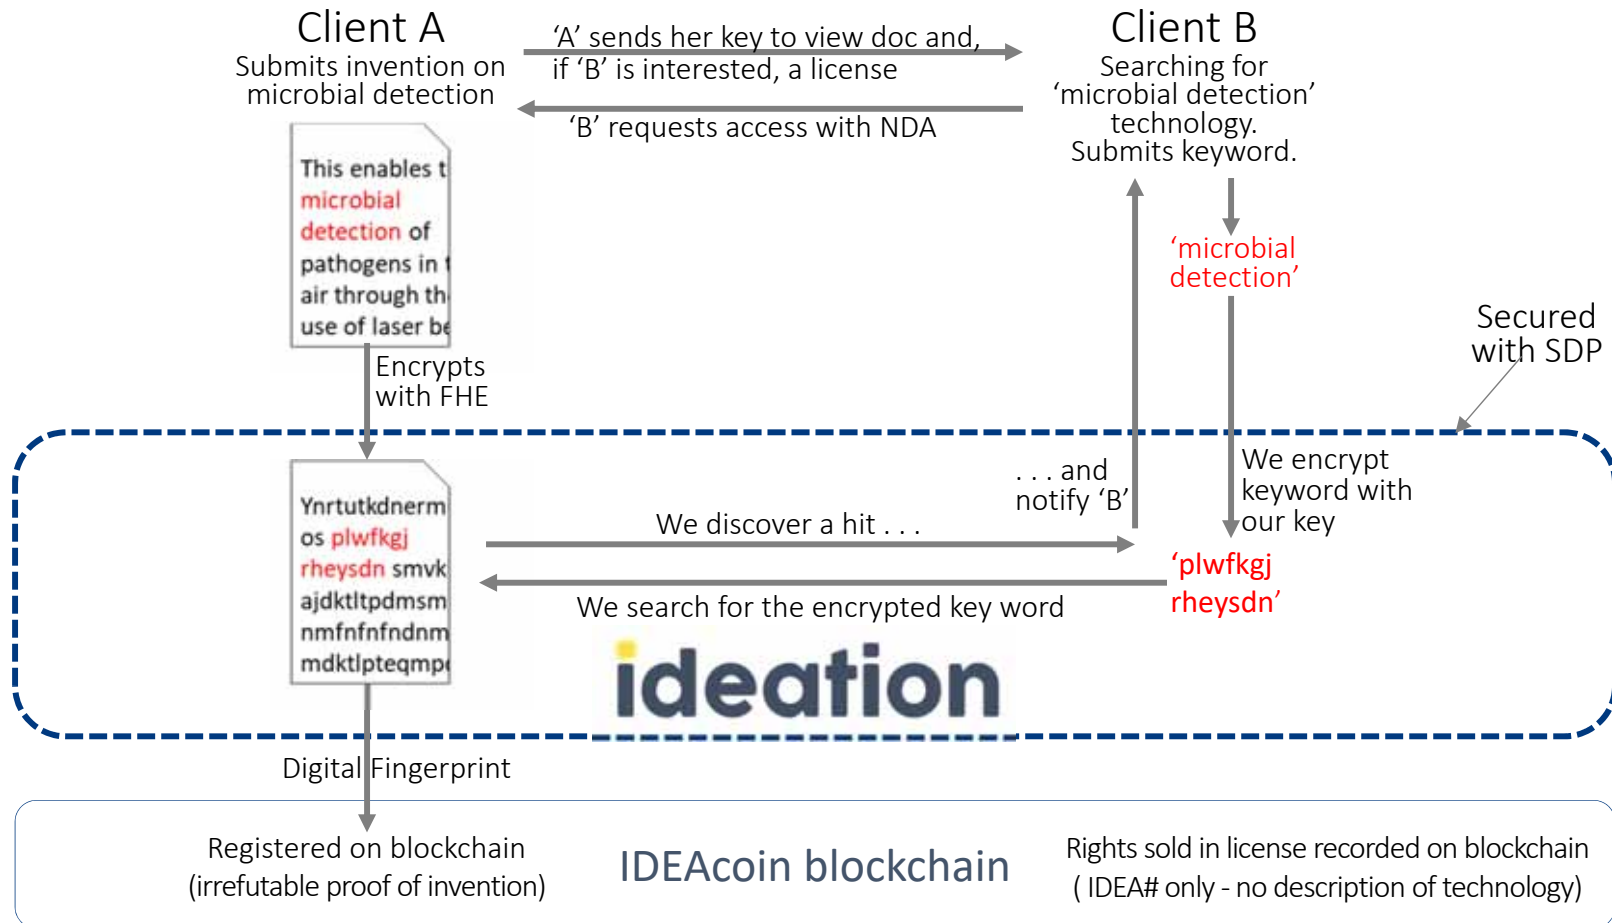 Client A
Submits invention on
microbial detection
'A' sends her key to view doc and,
if 'B' is interested, a license
'B' requests access with NDA
Client B
Searching for
'microbial detection'
technology.
Submits keyword.
This enables t
microbial
detection of
pathogens in t
air through th
use of laser be
'microbial
detection'
Secured
with SDP
Encrypts
with FHE
Ynrtutkdnerm
os plwfkgj
rheysdn smvk
ajdktltpdmsm
nmfnfnfndnm
mdktlpteqmp
We discover a hit . . .
. . . and
notify 'B'
We encrypt
keyword with
our key
'plwfkgj
rheysdn'
We search for the encrypted key word
ideation
Digital Fingerprint
Registered on blockchain
(irrefutable proof of invention)
IDEAcoin blockchain
Rights sold in license recorded on blockchain
( IDEA# only - no description of technology)